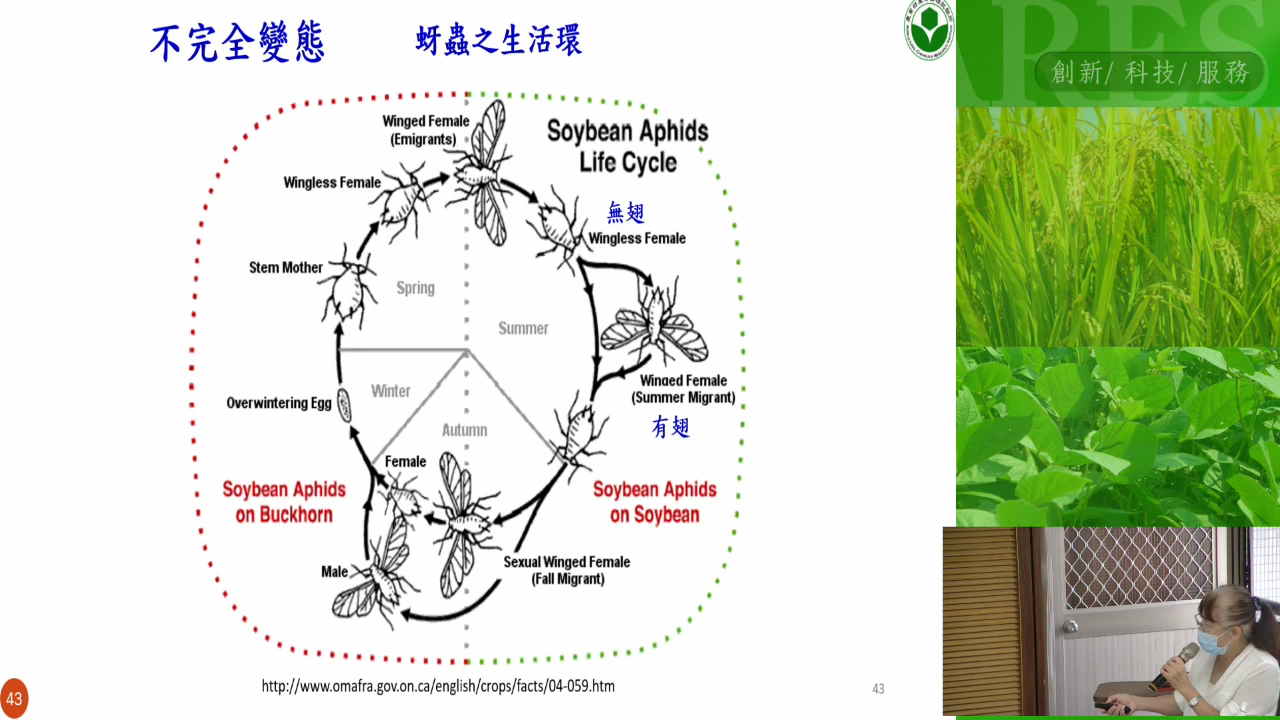 不完全變態
蚜蟲之生活環
ARES
創新/ 科技/ 服務
Soybean Aphids
Life Cycle
Winged Female
(Emigrants)
Wingless Female
無翅
Wingless Female
Stem Mother
Spring
Summer
Winged Female
(Summer Migrant)
有翅
Winter
Overwintering Egg
Autumn
Female
Soybean Aphids
on Buckhorn
Soybean Aphids
on Soybean
Male
Sexual Winged Female
(Fall Migrant)
http://www.omafra.gov.on.ca/english/crops/facts/04-059.htm
43
43